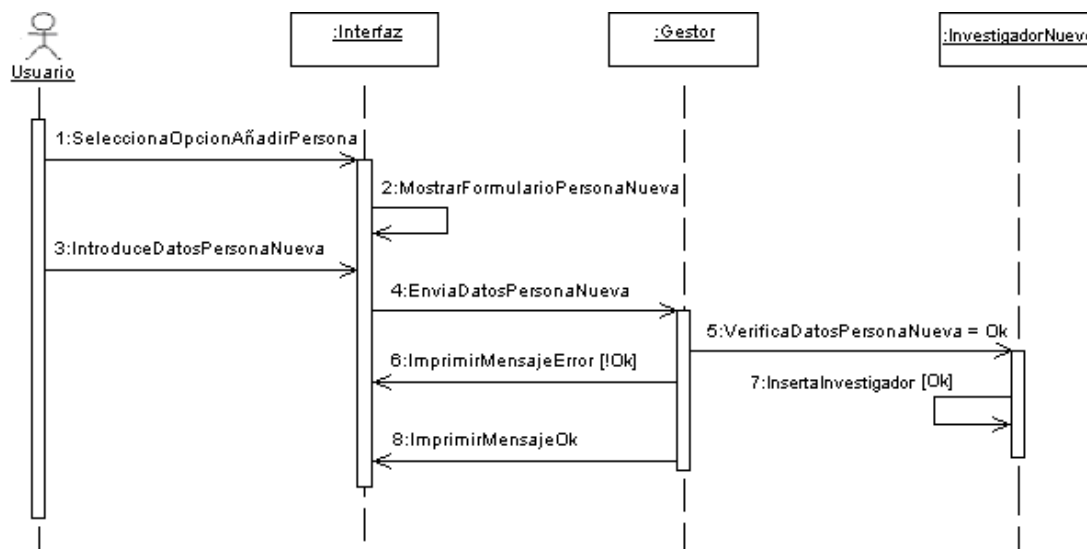 Usuario
:Interfaz
:Gestor
:InvestigadorNuevo
1:SeleccionaOpcionAñadirPersona
2:MostrarFormularioPersonaNueva
3:IntroduceDatosPersonaNueva
4:EnviaDatosPersonaNueva
5:VerificaDatosPersonaNueva = Ok
6:ImprimirMensajeError [!Ok]
7:InsertaInvestigador [Ok]
8:ImprimirMensajeOk